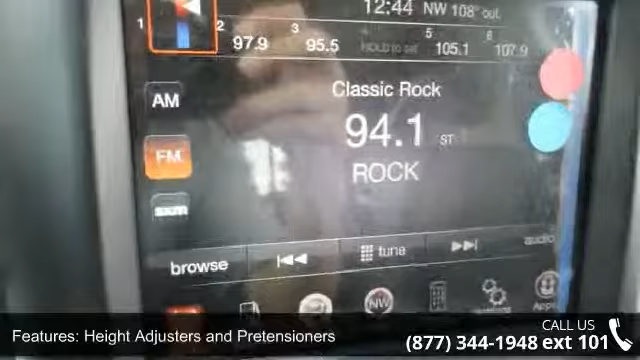 12:44 NW 108° out
1 2 3 5 6
97.9 95.5 HOLD to set 105.1 107.9
Classic Rock
AM
94.1 ST
FM
ROCK
browse tune audio
NW
Features: Height Adjusters and Pretensioners
CALL US
(877) 344-1948 ext 101